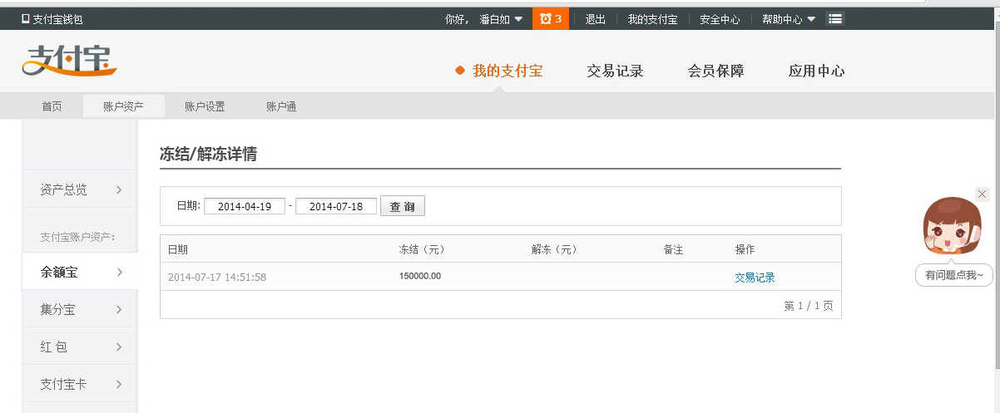 支付宝钱包 你好， 潘白如 3 退出 我的支付宝 安全中心 帮助中心
支付宝 我的支付宝 交易记录 会员保障 应用中心
首页 账户资产 账户设置 账户通
冻结/解冻详情
资产总览
日期: 2014-04-19 - 2014-07-18 查 询
支付宝账户资产：
日期 冻结（元） 解冻（元） 备注 操作
余额宝
2014-07-17 14:51:58 150000.00 交易记录
有问题点我~
集分宝
第 1 / 1 页
红 包
支付宝卡